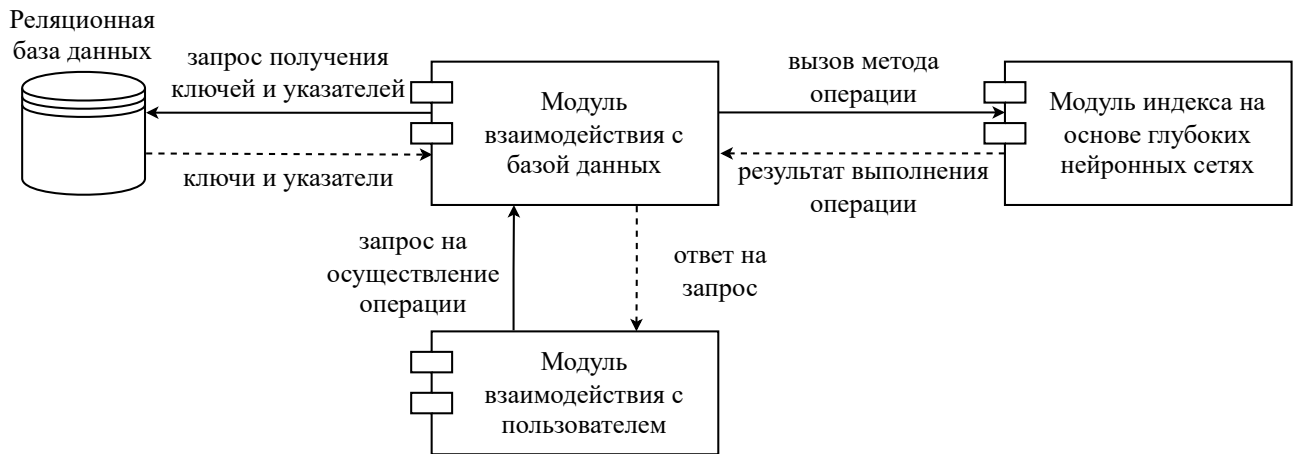 Реляционная
база данных
запрос получения
ключей и указателей
ключи и указатели
Модуль
взаимодействия с
базой данных
вызов метода
операции
результат выполнения
операции
Модуль индекса на
основе глубоких
нейронных сетях
запрос на
осуществление
операции
ответ на
запрос
Модуль
взаимодействия с
пользователем